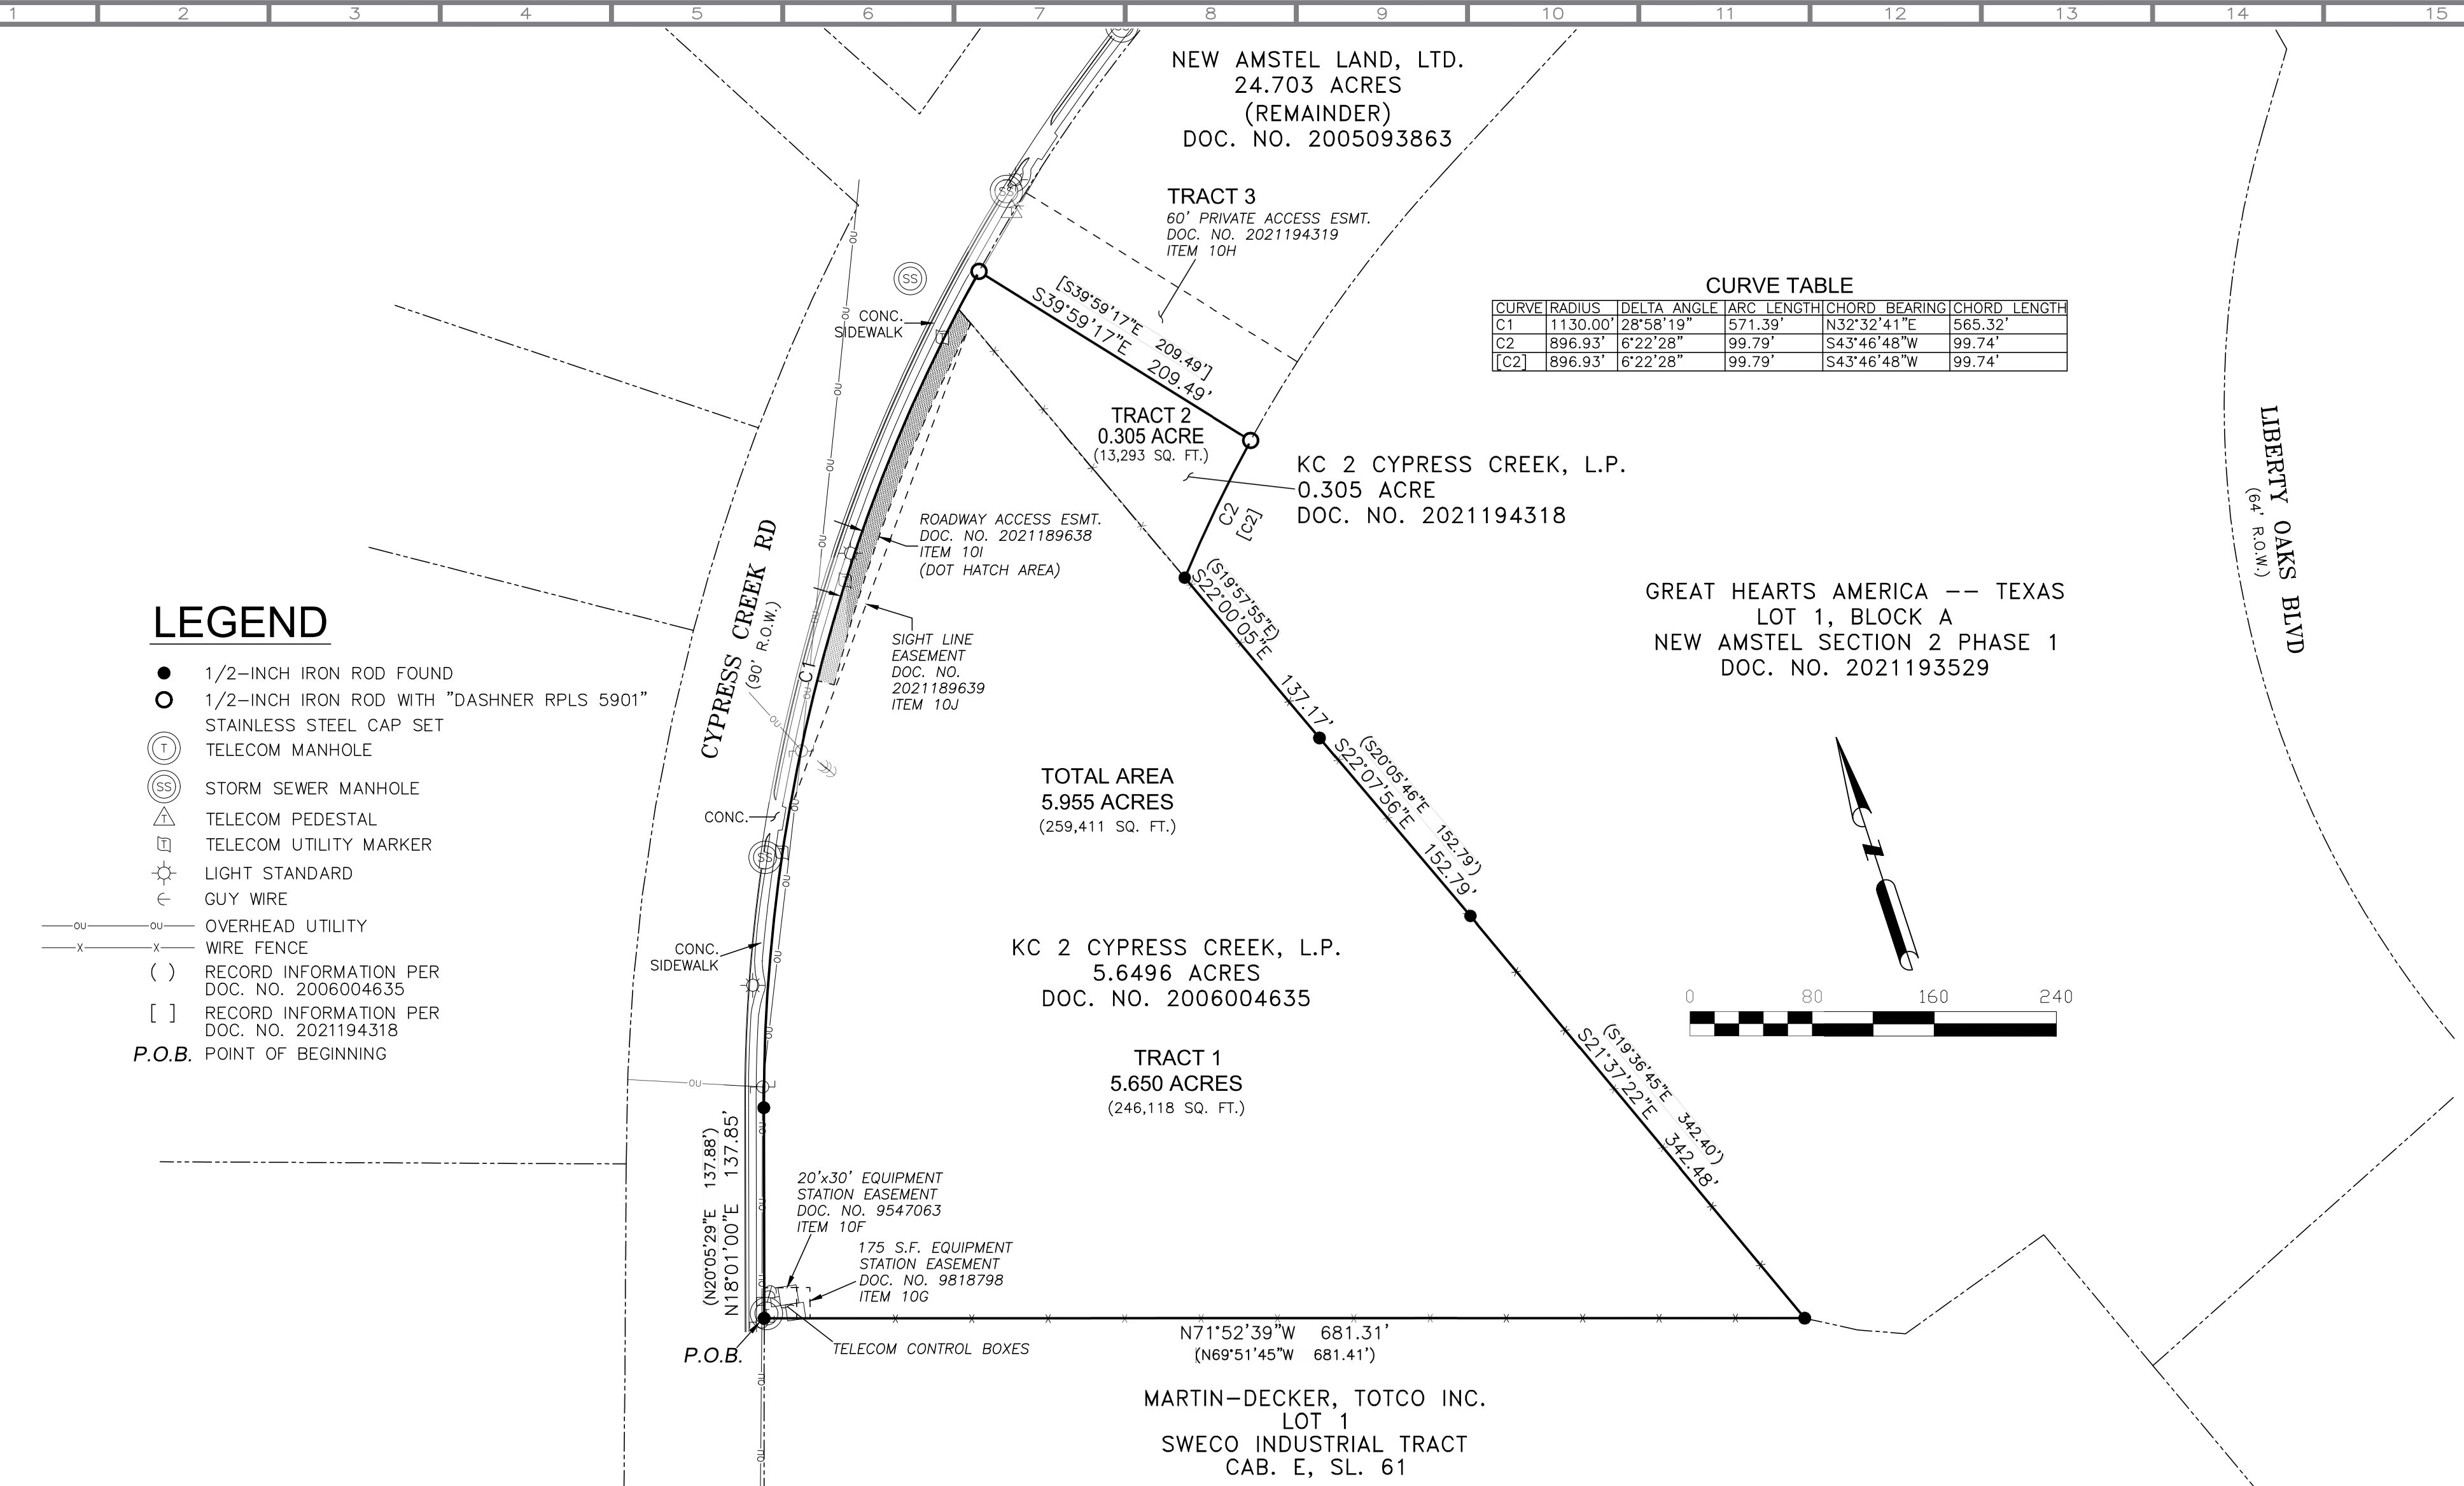 1 2 3 4 5 6 7 8 9 10 11 12 13 14 15
NEW AMSTEL LAND, LTD.
24.703 ACRES
(REMAINDER)
DOC. NO. 2005093863
TRACT 3
60' PRIVATE ACCESS ESMT.
DOC. NO. 2021194319
ITEM 10H
SS
SS
CONC.
SIDEWALK
[S39°59'17"E 209.49']
S39°59'17"E 209.49'
CURVE TABLE
CURVE RADIUS DELTA ANGLE ARC LENGTH CHORD BEARING CHORD LENGTH
C1 1130.00' 28°58'19" 571.39' N32°32'41"E 565.32'
C2 896.93' 6°22'28" 99.79' S43°46'48"W 99.74'
[C2] 896.93' 6°22'28" 99.79' S43°46'48"W 99.74'
TRACT 2
0.305 ACRE
(13,293 SQ. FT.)
KC 2 CYPRESS CREEK, L.P.
0.305 ACRE
DOC. NO. 2021194318
C2
[C2]
LIBERTY OAKS BLVD
(64' R.O.W.)
ROADWAY ACCESS ESMT.
DOC. NO. 2021189638
ITEM 10I
(DOT HATCH AREA)
CYPRESS CREEK RD
(90' R.O.W.)
C1
SIGHT LINE
EASEMENT
DOC. NO.
2021189639
ITEM 10J
(S19°57'55"E)
S22°00'05"E 137.17'
GREAT HEARTS AMERICA -- TEXAS
LOT 1, BLOCK A
NEW AMSTEL SECTION 2 PHASE 1
DOC. NO. 2021193529
LEGEND
1/2-INCH IRON ROD FOUND
1/2-INCH IRON ROD WITH "DASHNER RPLS 5901"
STAINLESS STEEL CAP SET
T TELECOM MANHOLE
SS STORM SEWER MANHOLE
T TELECOM PEDESTAL
T TELECOM UTILITY MARKER
LIGHT STANDARD
GUY WIRE
OU OU OVERHEAD UTILITY
X X WIRE FENCE
( ) RECORD INFORMATION PER
DOC. NO. 2006004635
[ ] RECORD INFORMATION PER
DOC. NO. 2021194318
P.O.B. POINT OF BEGINNING
(S20°05'46"E 152.79')
S22°07'56"E 152.79'
TOTAL AREA
5.955 ACRES
(259,411 SQ. FT.)
CONC.
SS
CONC.
SIDEWALK
KC 2 CYPRESS CREEK, L.P.
5.6496 ACRES
DOC. NO. 2006004635
TRACT 1
5.650 ACRES
(246,118 SQ. FT.)
0 80 160 240
(S19°36'45"E 342.40')
S21°37'22"E 342.48'
(N20°05'29"E 137.88')
N18°01'00"E 137.85'
20'x30' EQUIPMENT
STATION EASEMENT
DOC. NO. 9547063
ITEM 10F
175 S.F. EQUIPMENT
STATION EASEMENT
DOC. NO. 9818798
ITEM 10G
P.O.B.
TELECOM CONTROL BOXES
N71°52'39"W 681.31'
(N69°51'45"W 681.41')
MARTIN-DECKER, TOTCO INC.
LOT 1
SWECO INDUSTRIAL TRACT
CAB. E, SL. 61